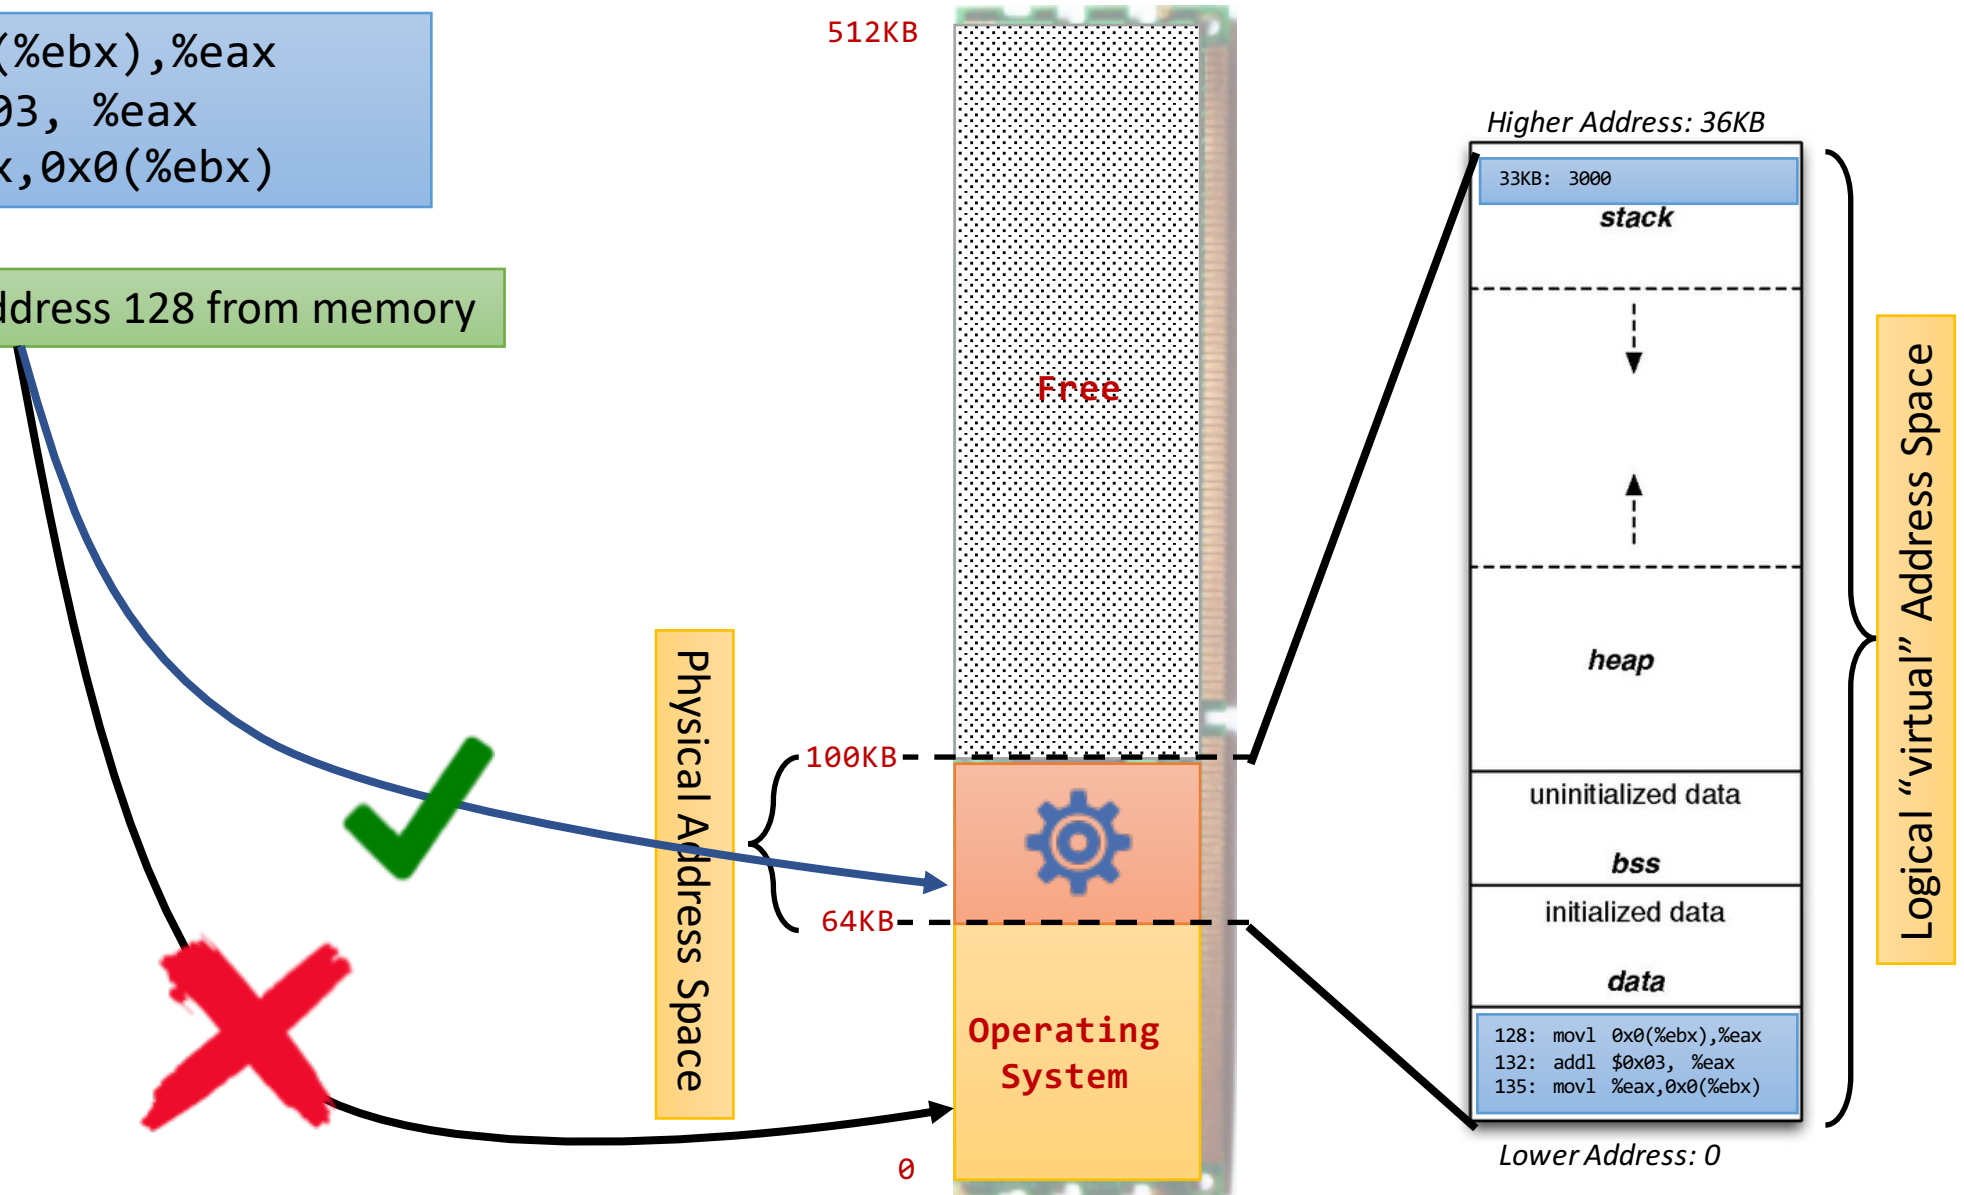 (%ebx),%eax
03, %eax
x,0x0(%ebx)
ddress 128 from memory
512KB
Free
100KB
64KB
Physical Address Space
Operating
System
0
Higher Address: 36KB
33KB: 3000
stack
heap
uninitialized data
bss
initialized data
data
128: movl 0x0(%ebx),%eax
132: addl $0x03, %eax
135: movl %eax,0x0(%ebx)
Lower Address: 0
Logical “virtual” Address Space